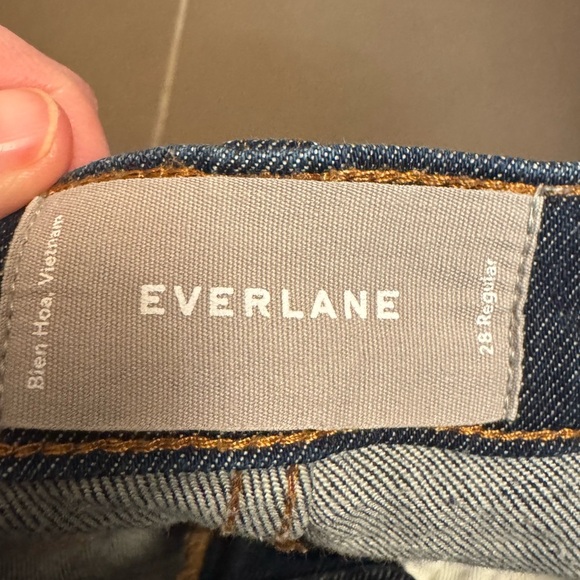 Bien Hoa, Vietnam
EVERLANE
28 Regular